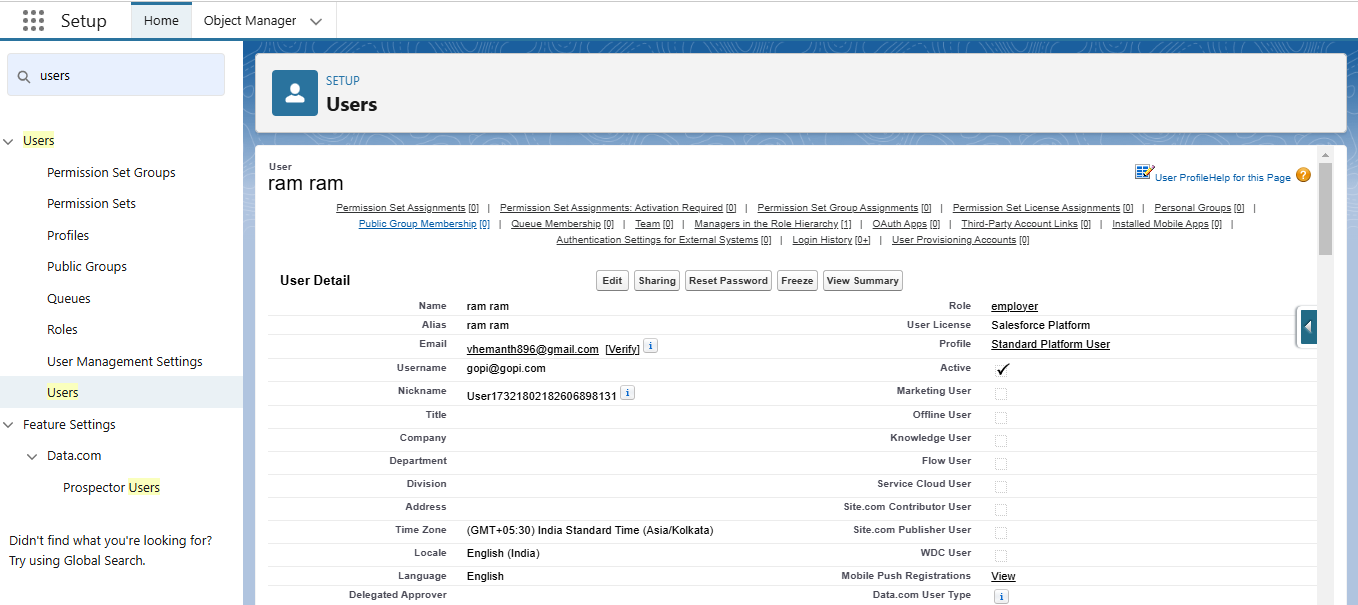 Setup Home Object Manager
users
Users
Permission Set Groups
Permission Sets
Profiles
Public Groups
Queues
Roles
User Management Settings
Users
Feature Settings
Data.com
Prospector Users
Didn't find what you're looking for?
Try using Global Search.
SETUP
Users
User
ram ram
User Profile Help for this Page ?
Permission Set Assignments [0] | Permission Set Assignments: Activation Required [0] | Permission Set Group Assignments [0] | Permission Set License Assignments [0] | Personal Groups [0] |
Public Group Membership [0] | Queue Membership [0] | Team [0] | Managers in the Role Hierarchy [1] | OAuth Apps [0] | Third-Party Account Links [0] | Installed Mobile Apps [0] |
Authentication Settings for External Systems [0] | Login History [0+] | User Provisioning Accounts [0]
User Detail Edit Sharing Reset Password Freeze View Summary
Name ram ram Role employer
Alias ram ram User License Salesforce Platform
Email vhemanth896@gmail.com [Verify] i Profile Standard Platform User
Username gopi@gopi.com Active ✓
Nickname User17321802182606898131 i Marketing User
Title Offline User
Company Knowledge User
Department Flow User
Division Service Cloud User
Address Site.com Contributor User
Time Zone (GMT+05:30) India Standard Time (Asia/Kolkata) Site.com Publisher User
Locale English (India) WDC User
Language English Mobile Push Registrations View
Delegated Approver Data.com User Type i